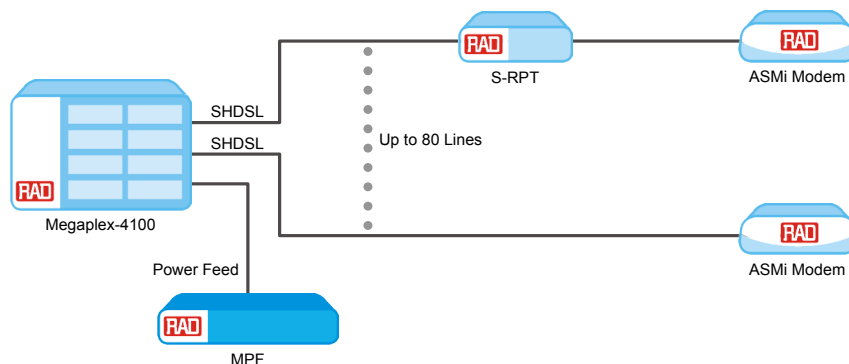 RAD
S-RPT
RAD
ASMi Modem
SHDSL
SHDSL
Up to 80 Lines
RAD
Megaplex-4100
RAD
ASMi Modem
Power Feed
RAD
MPF